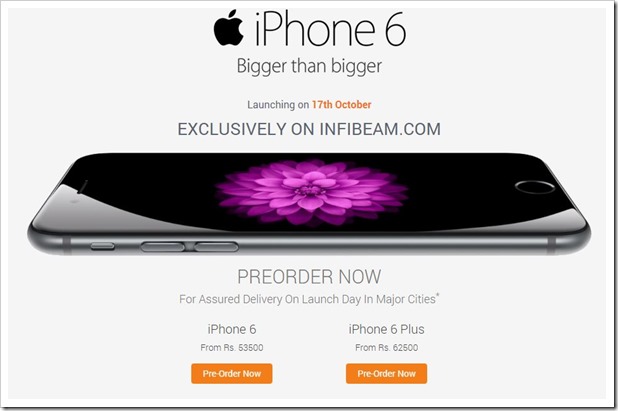 iPhone 6
Bigger than bigger
Launching on 17th October
EXCLUSIVELY ON INFIBEAM.COM
PREORDER NOW
For Assured Delivery On Launch Day In Major Cities*
iPhone 6
From Rs. 53500
Pre-Order Now
iPhone 6 Plus
From Rs. 62500
Pre-Order Now